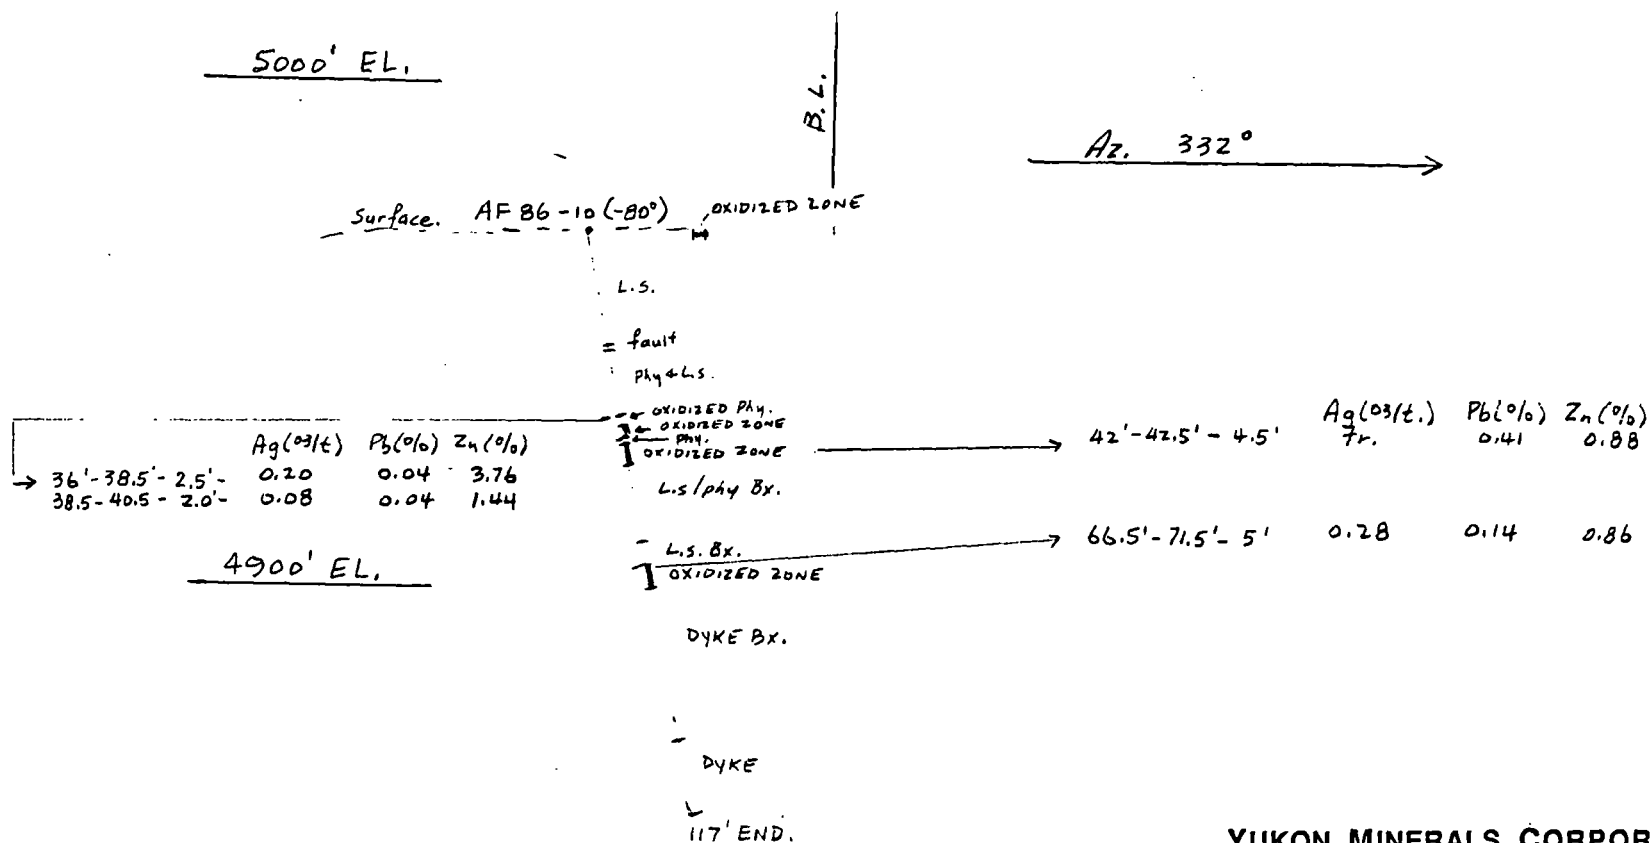 5000' EL.
B.L.
Az. 332°
Surface. AF 86-10 (-80°) OXIDIZED ZONE
L.S.
fault
Phy & L.S.
OXIDIZED Phy.
OXIDIZED ZONE
Phy.
OXIDIZED ZONE
Ag (oz/t) Pb (%) Zn (%)
36'-38.5'- 2.5'- 0.20 0.04 3.76
38.5-40.5 - 2.0'- 0.08 0.04 1.44
Ag (oz/t.) Pb (%) Zn (%)
42'-42.5' - 4.5' Tr. 0.41 0.88
L.s/phy Bx.
66.5'-71.5'- 5' 0.28 0.14 0.86
L.S. Bx.
4900' EL.
OXIDIZED ZONE
DYKE Bx.
DYKE
117' END.
YUKON MINERALS CORPOR